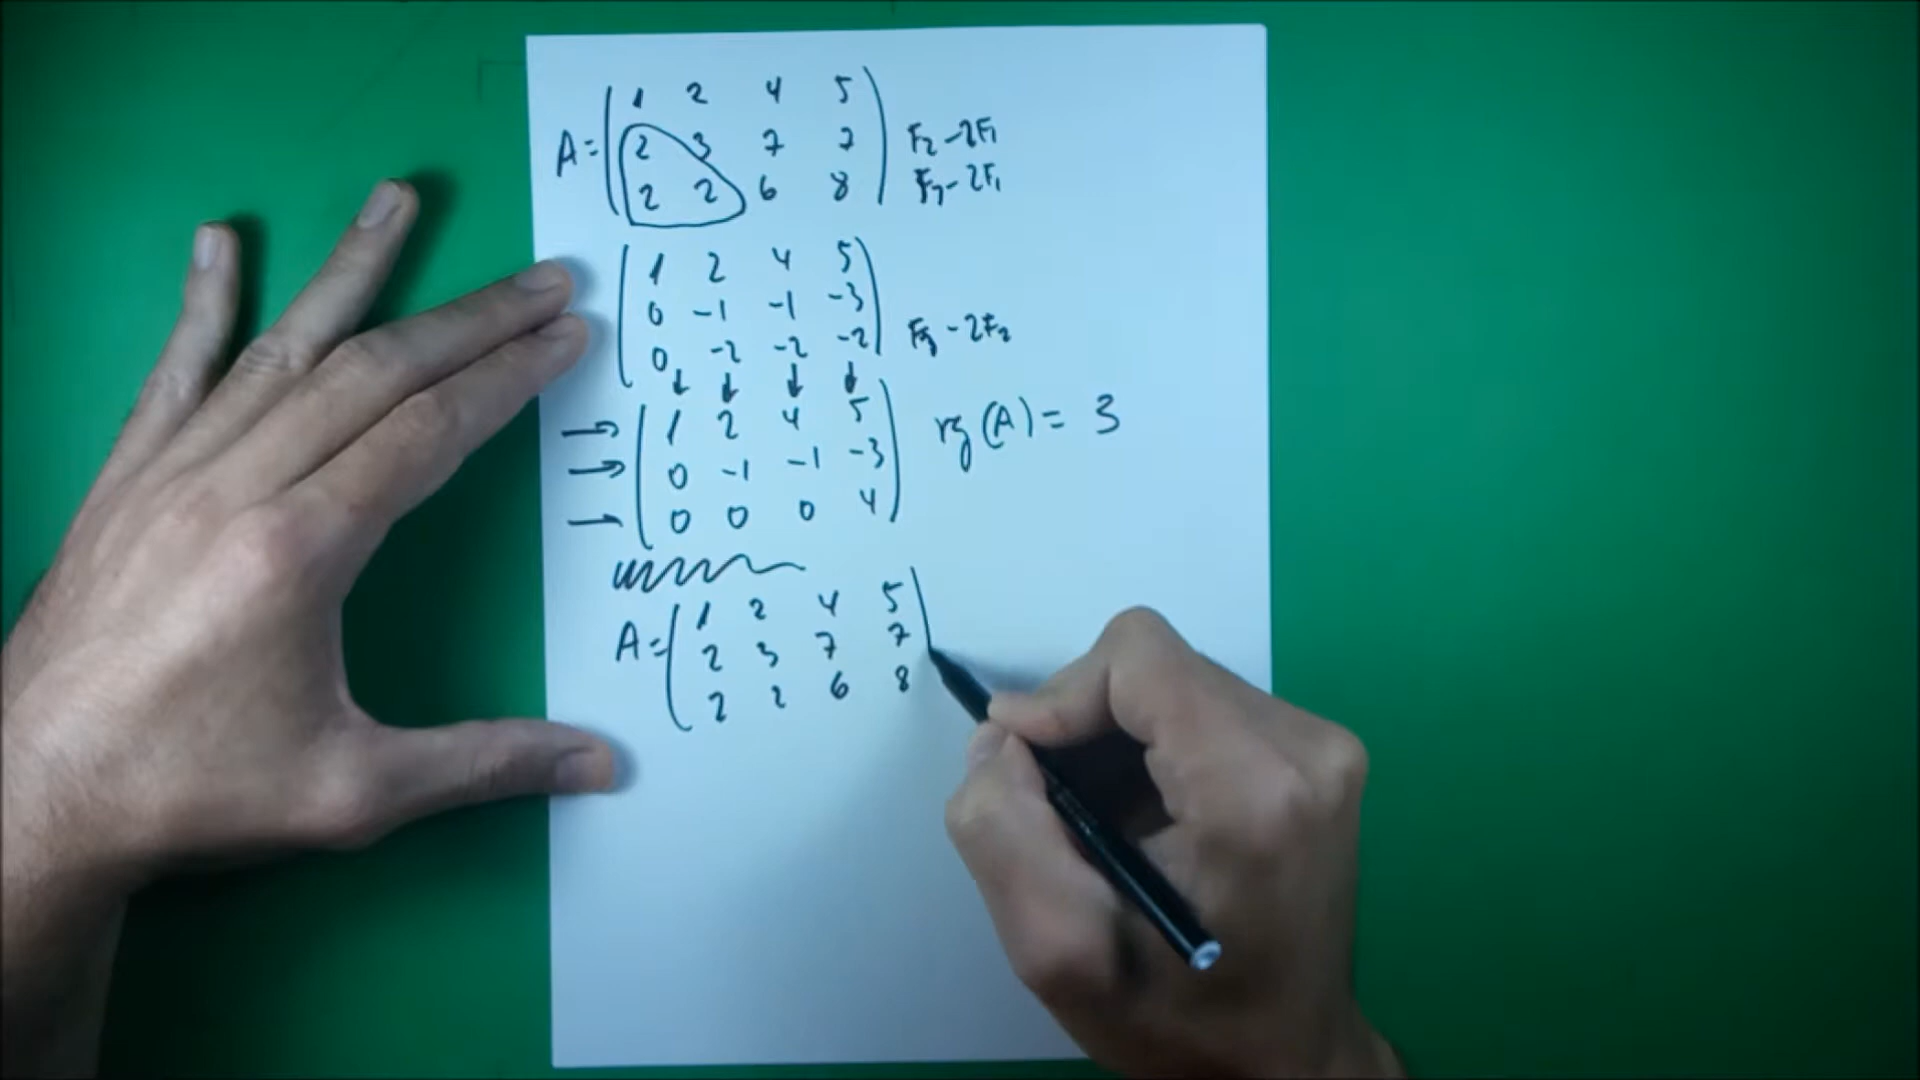 A= ( 1 2 4 5 )
( 2 3 7 7 ) F2 -2F1
( 2 2 6 8 ) F3 -2F1
( 1 2 4 5 )
( 0 -1 -1 -3 )
( 0 -2 -2 -2 ) F3 -2F2
( 1 2 4 5 ) rg (A) = 3
( 0 -1 -1 -3 )
( 0 0 0 4 )
A= ( 1 2 4 5 )
( 2 3 7 7
( 2 2 6 8